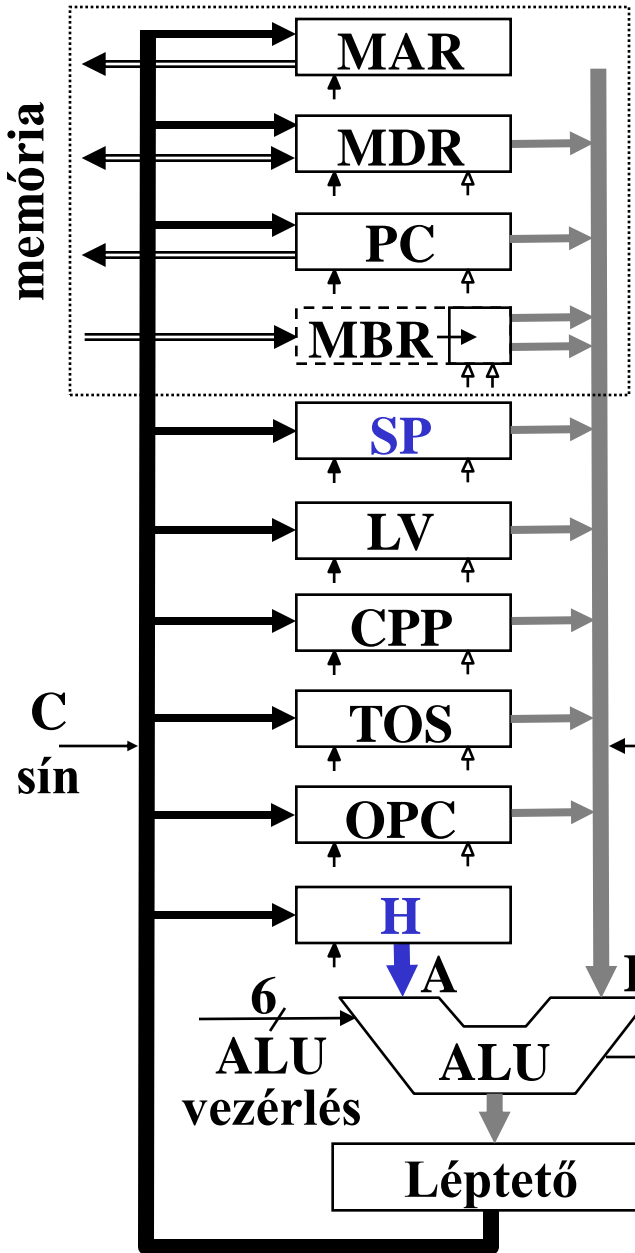 MAR
MDR
PC
MBR
memória
SP
LV
CPP
TOS
OPC
C
sín
H
A
6
ALU
vezérlés
ALU
Léptető